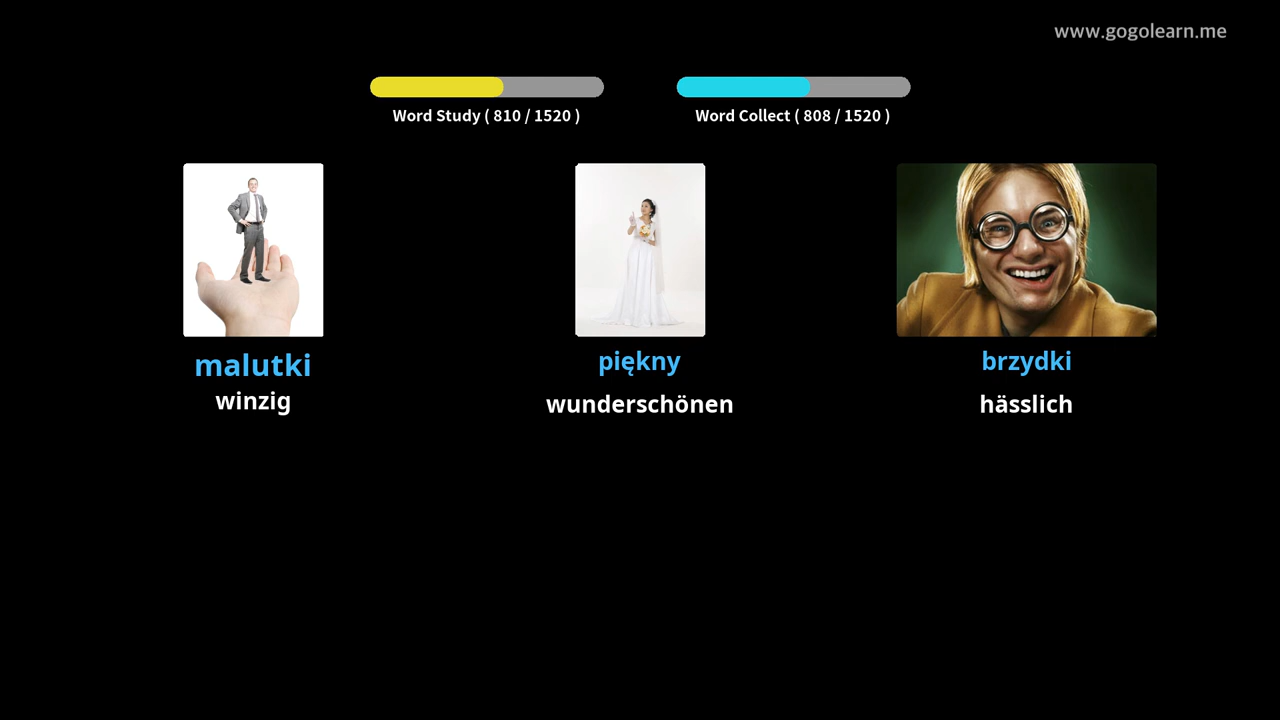 www.gogolearn.me
Word Study ( 810 / 1520 )
Word Collect ( 808 / 1520 )
malutki
winzig
piękny
wunderschönen
brzydki
hässlich